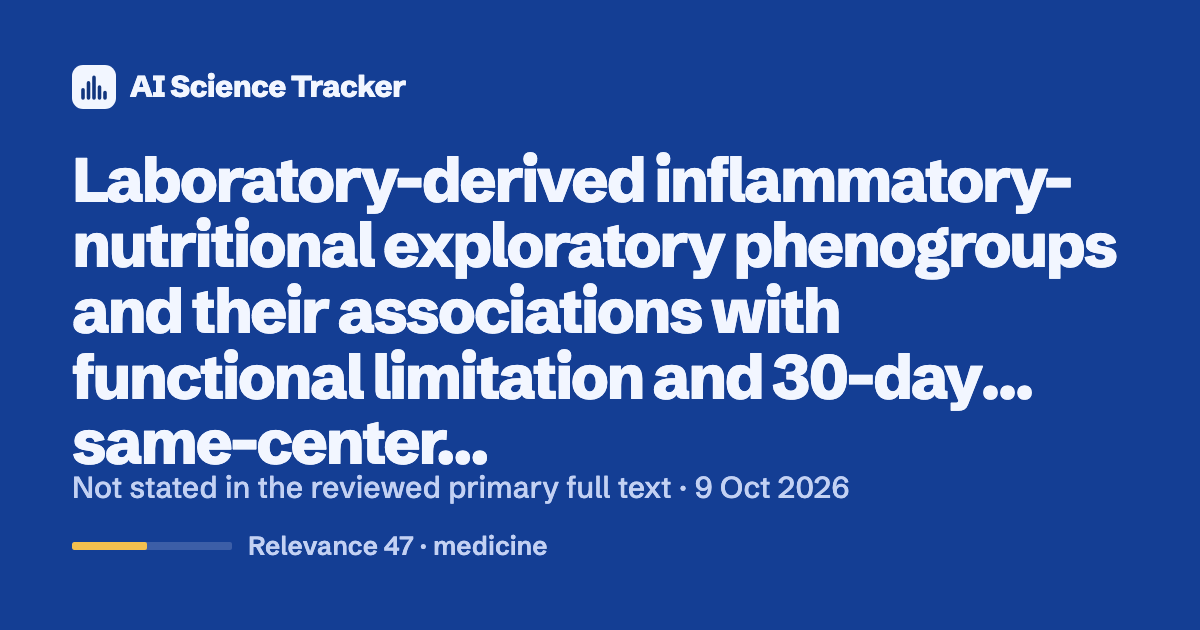 AI Science Tracker
Laboratory-derived inflammatory-
nutritional exploratory phenogroups
and their associations with
functional limitation and 30-day...
same-center...
Not stated in the reviewed primary full text · 9 Oct 2026
Relevance 47 · medicine